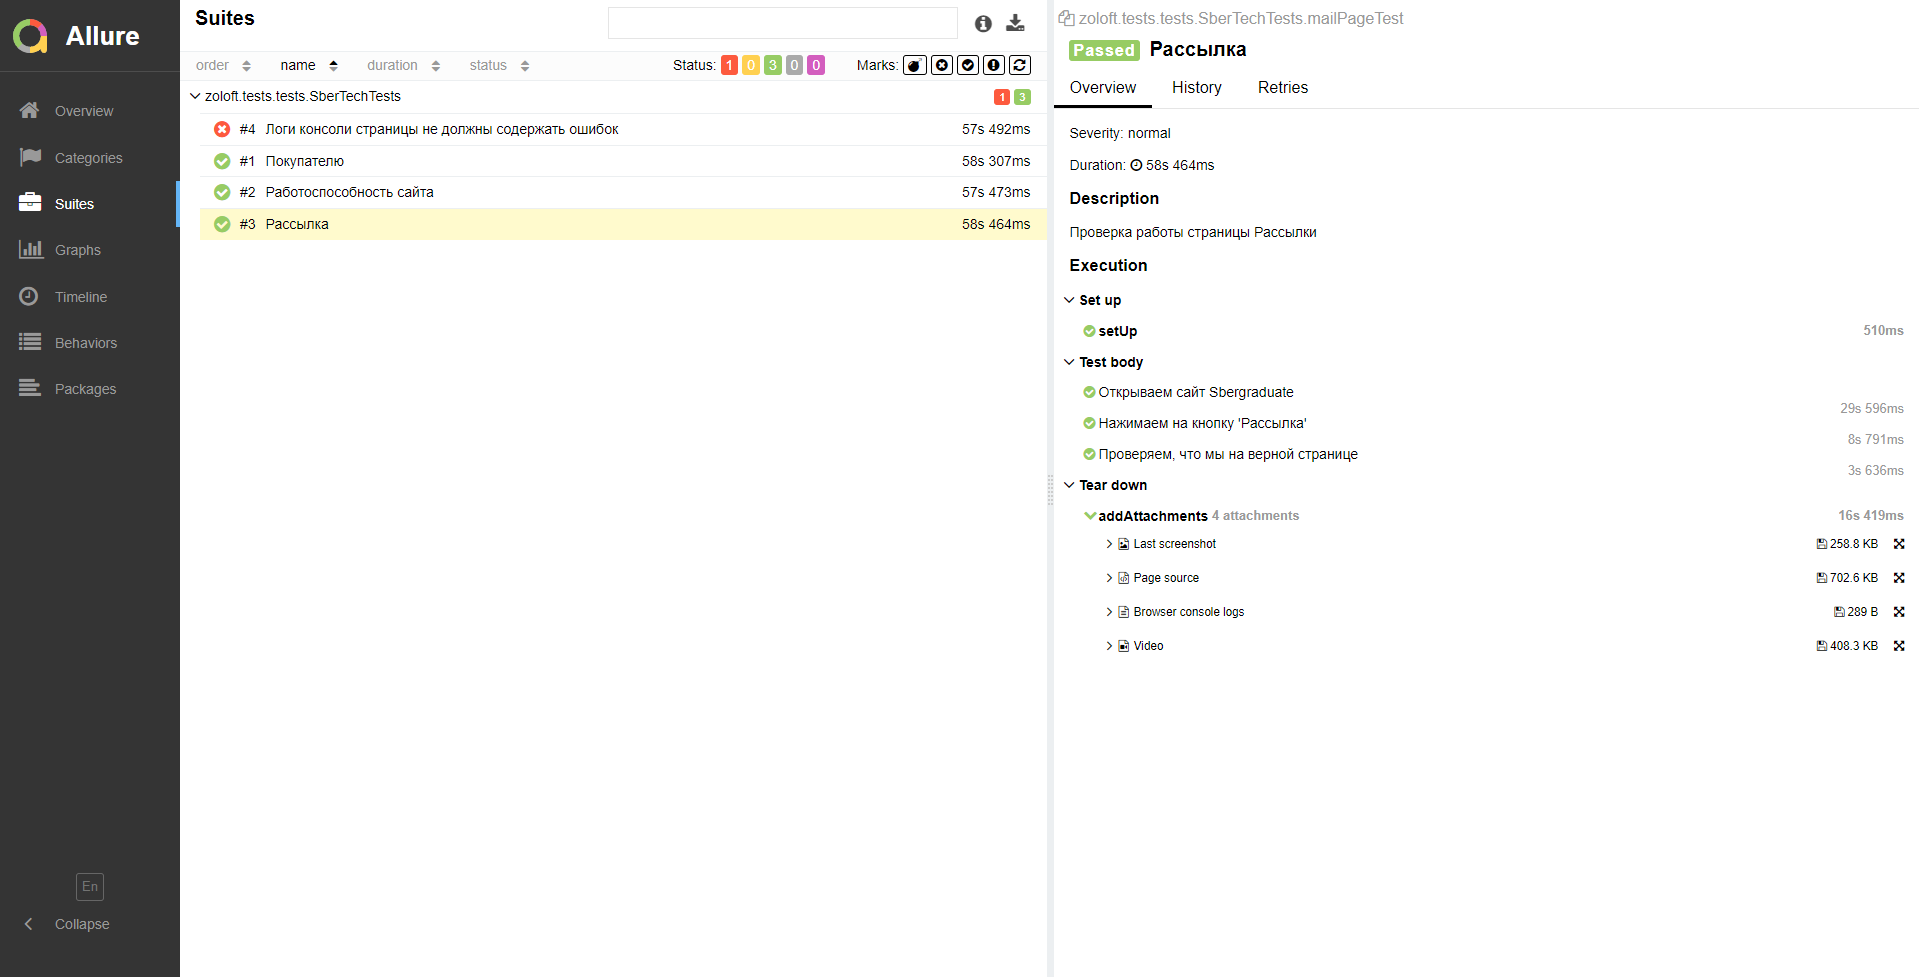 Allure
Overview
Categories
Suites
Graphs
Timeline
Behaviors
Packages
En
Collapse
Suites
order name duration status Status: 1 0 3 0 0 Marks:
zoloft.tests.tests.SberTechTests 1 3
#4 Логи консоли страницы не должны содержать ошибок 57s 492ms
#1 Покупателю 58s 307ms
#2 Работоспособность сайта 57s 473ms
#3 Рассылка 58s 464ms
zoloft.tests.tests.SberTechTests.mailPageTest
Passed Рассылка
Overview History Retries
Severity: normal
Duration: 58s 464ms
Description
Проверка работы страницы Рассылки
Execution
Set up
setUp 510ms
Test body
Открываем сайт Sbergraduate
29s 596ms
Нажимаем на кнопку 'Рассылка'
8s 791ms
Проверяем, что мы на верной странице
3s 636ms
Tear down
addAttachments 4 attachments 16s 419ms
Last screenshot 258.8 KB
Page source 702.6 KB
Browser console logs 289 B
Video 408.3 KB